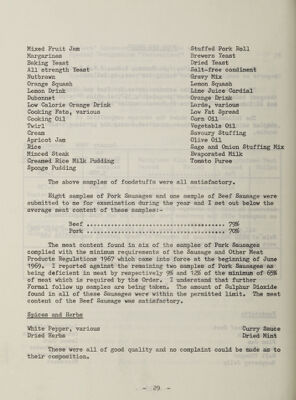 Mixed Fruit Jam Stuffed Pork Roll
Margarines Brewers Yeast
Baking Yeast Dried Yeast
All strength Yeast Salt-free condiment
Nutbrawn Gravy Mix
Orange Squash Lemon Squash
Lemon Drink Lime Juice Cordial
Dubonnet Orange Drink
Low Calorie Orange Drink Lards, various
Cooking Fats, various Low Fat Spread
Cooking Oil Corn Oil
Twirl Vegetable Oil
Cream Savoury Stuffing
Apricot Jam Olive Oil
Rice Sage and Onion Stuffing Mix
Minced Steak Evaporated Milk
Creamed Rice Milk Pudding Tomato Puree
Sponge Pudding
The above samples of foodstuffs were all satisfactory.
Eight samples of Pork Sausages and one sample of Beef Sausage were
submitted to me for examination during the year and I set out below the
average meat content of these samples:-
Beef ........................................ 79%
Pork ........................................ 70%
The meat content found in six of the samples of Pork Sausages
complied with the minimum requirements of the Sausage and Other Meat
Products Regulations 1967 which came into force at the beginning of June
1969. I reported against the remaining two samples of Pork Sausage as
being deficient in meat by respectively 9% and 12% of the minimum of 65%
of meat which is required by the Order. I understand that further
Formal follow up samples are being taken. The amount of Sulphur Dioxide
found in all of these Sausages were within the permitted limit. The meat
content of the Beef Sausage was satisfactory.
Spices and Herbs
White Pepper, various Curry Sauce
Dried Herbs Dried Mint
These were all of good quality and no complaint could be made as to
their composition.
- 29 -